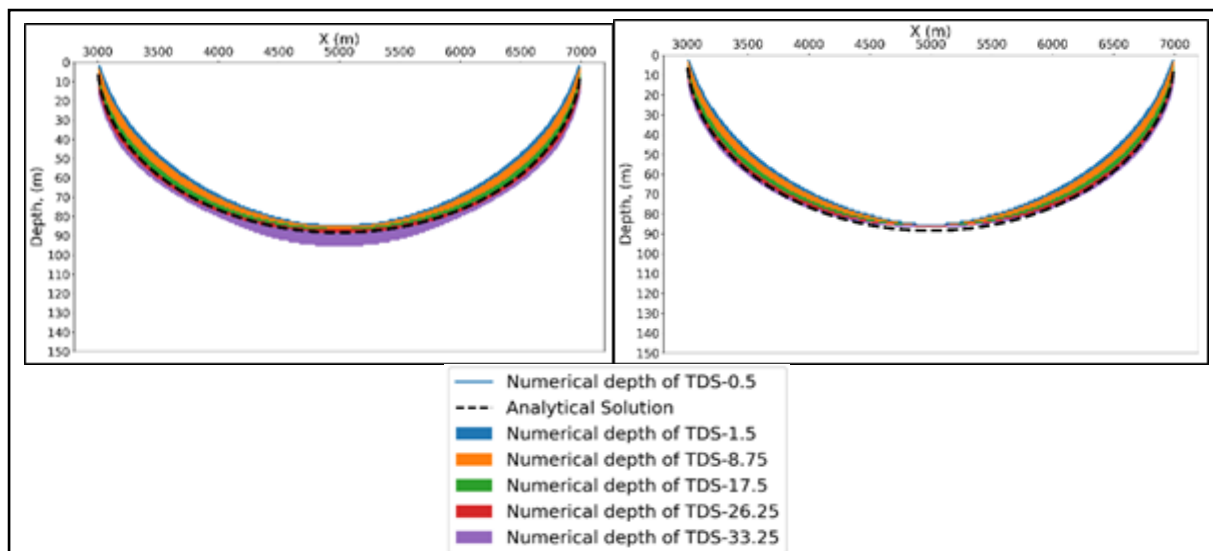 X (m)
3000 3500 4000 4500 5000 5500 6000 6500 7000
Depth, (m)
0
10
20
30
40
50
60
70
80
90
100
110
120
130
140
150
X (m)
3000 3500 4000 4500 5000 5500 6000 6500 7000
Depth, (m)
0
10
20
30
40
50
60
70
80
90
100
110
120
130
140
150
Numerical depth of TDS-0.5
Analytical Solution
Numerical depth of TDS-1.5
Numerical depth of TDS-8.75
Numerical depth of TDS-17.5
Numerical depth of TDS-26.25
Numerical depth of TDS-33.25